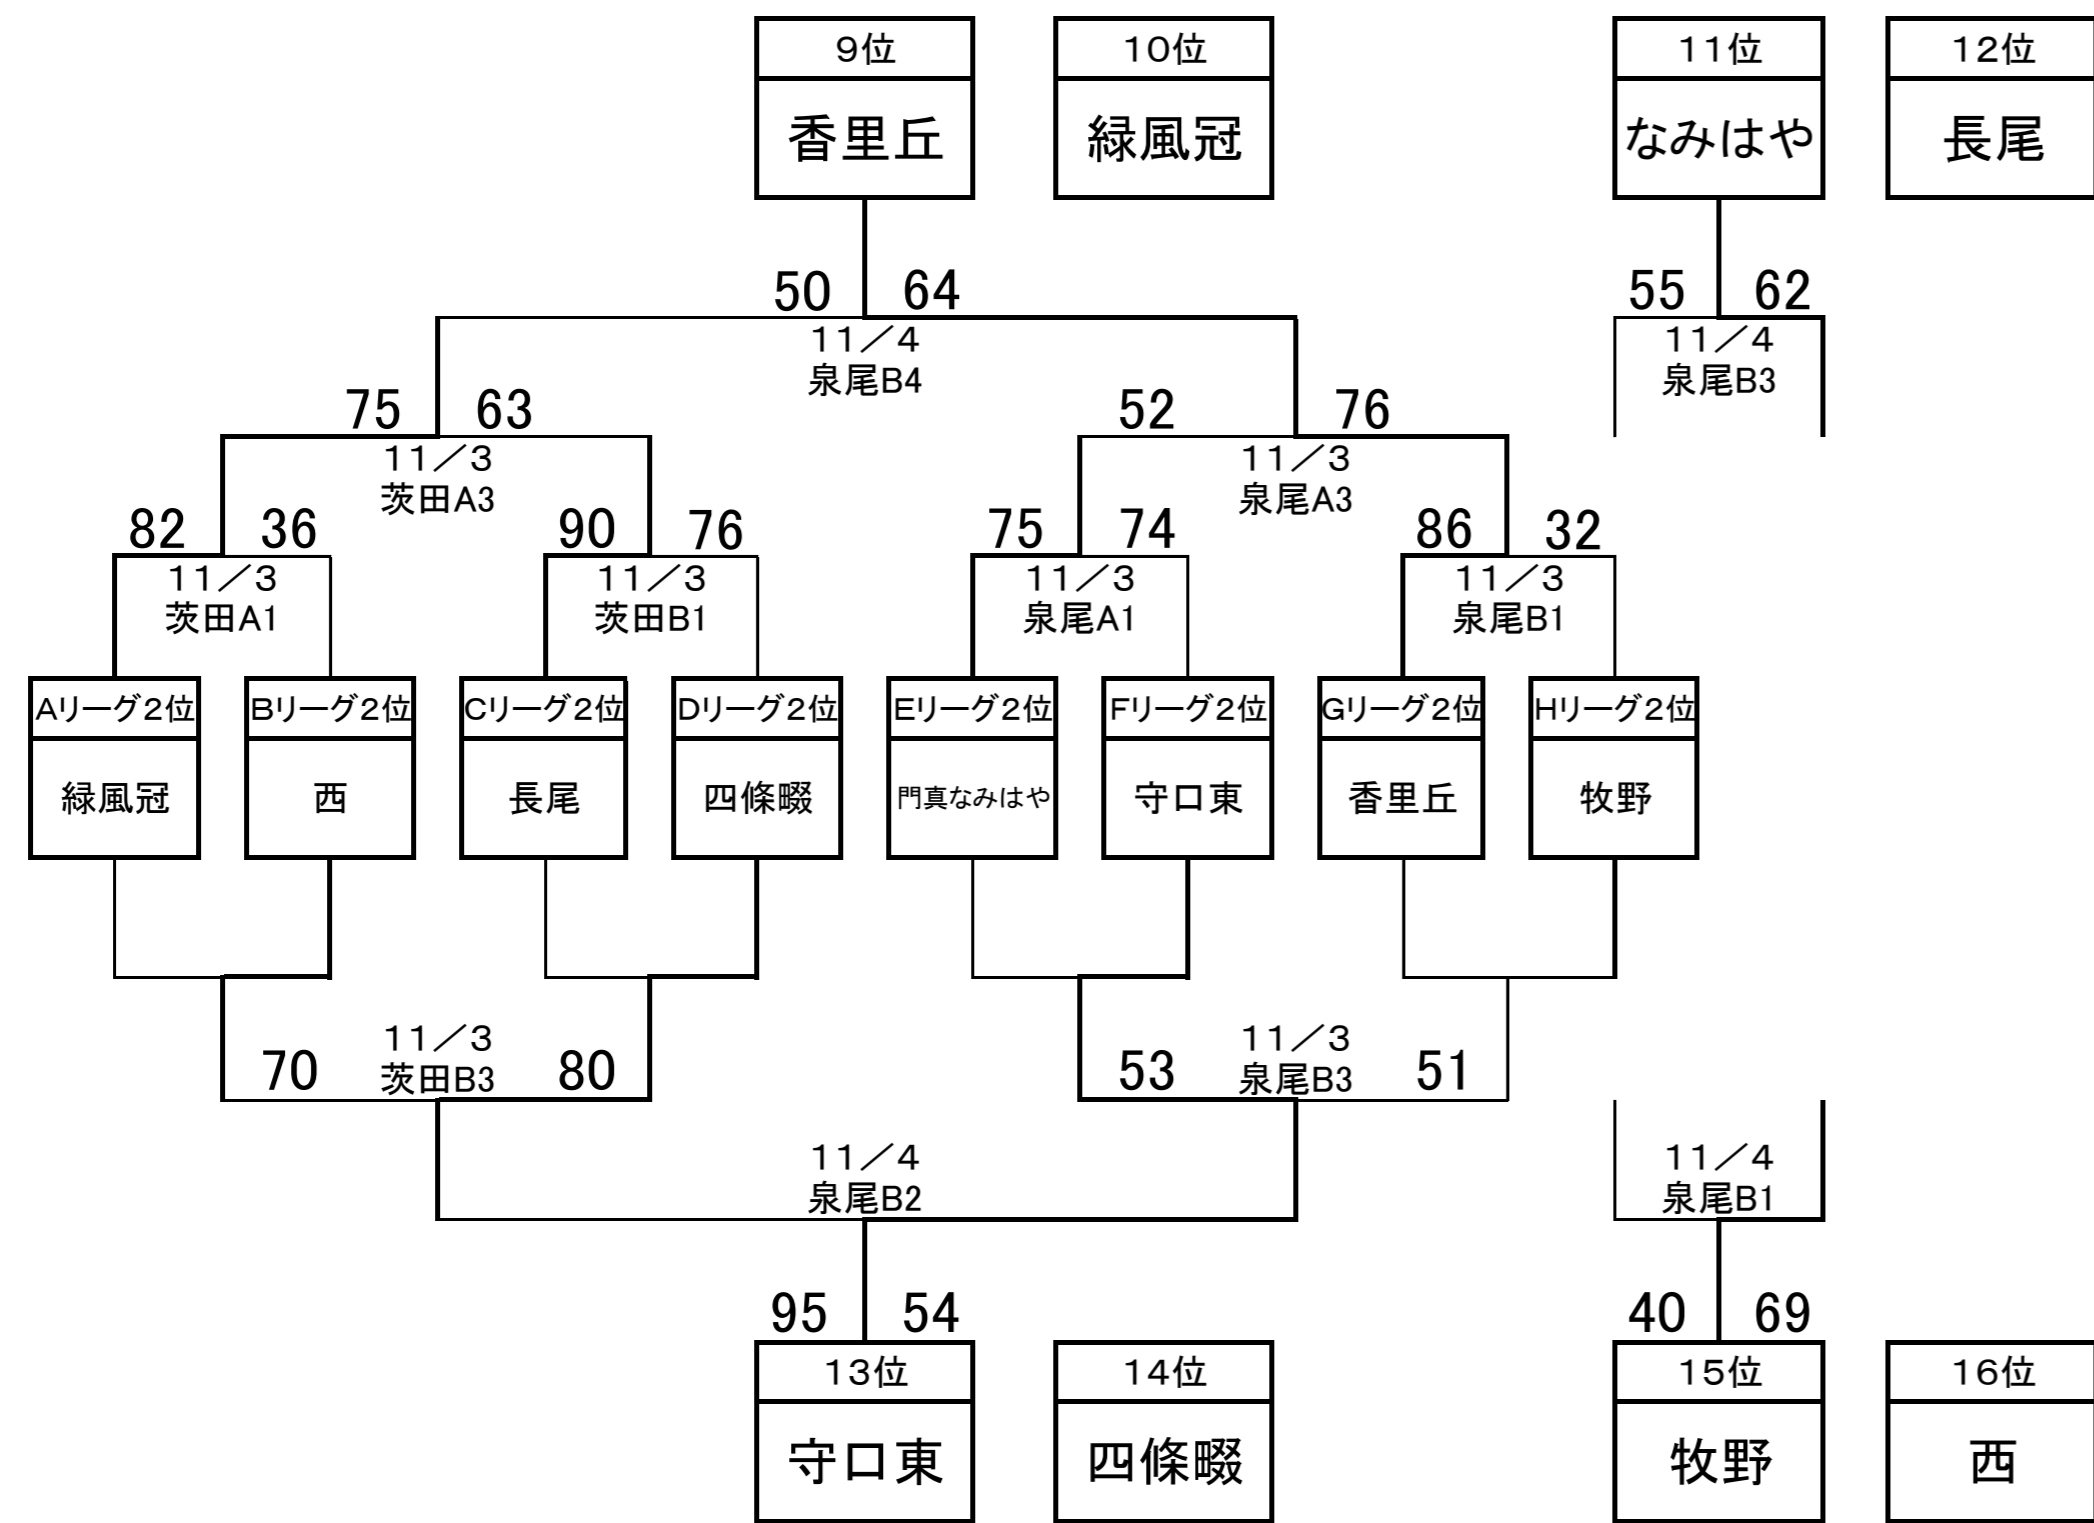 ９位
１０位
１１位
１２位
香里丘
緑風冠
なみはや
長尾
50
64
55
62
１１／４
泉尾B4
１１／４
泉尾B3
75
63
52
76
１１／３
茨田A3
１１／３
泉尾A3
82
36
90
76
75
74
86
32
１１／３
茨田A1
１１／３
茨田B1
１１／３
泉尾A1
１１／３
泉尾B1
Aリーグ２位
Bリーグ２位
Cリーグ２位
Dリーグ２位
Eリーグ２位
Fリーグ２位
Gリーグ２位
Hリーグ２位
緑風冠
西
長尾
四條畷
門真なみはや
守口東
香里丘
牧野
70
１１／３
茨田B3
80
53
１１／３
泉尾B3
51
１１／４
泉尾B2
１１／４
泉尾B1
95
54
40
69
１３位
１４位
１５位
１６位
守口東
四條畷
牧野
西